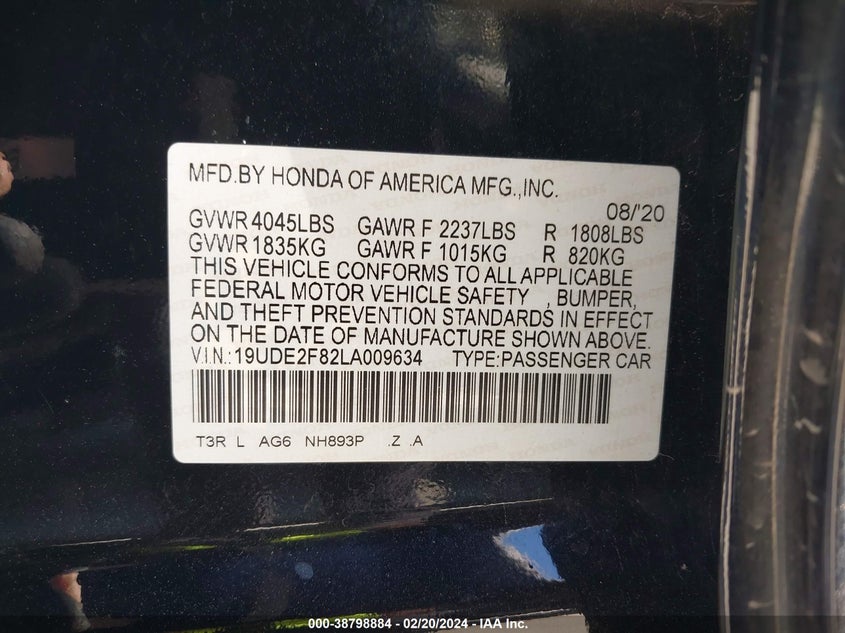 MFD.BY HONDA OF AMERICA MFG.,INC.
08/'20
GVWR 4045LBS GAWR F 2237LBS R 1808LBS
GVWR 1835KG GAWR F 1015KG R 820KG
THIS VEHICLE CONFORMS TO ALL APPLICABLE
FEDERAL MOTOR VEHICLE SAFETY , BUMPER,
AND THEFT PREVENTION STANDARDS IN EFFECT
ON THE DATE OF MANUFACTURE SHOWN ABOVE.
V.I.N.: 19UDE2F82LA009634 TYPE:PASSENGER CAR
T3R L AG6 NH893P .Z .A
000-38798884 - 02/20/2024 - IAA Inc.